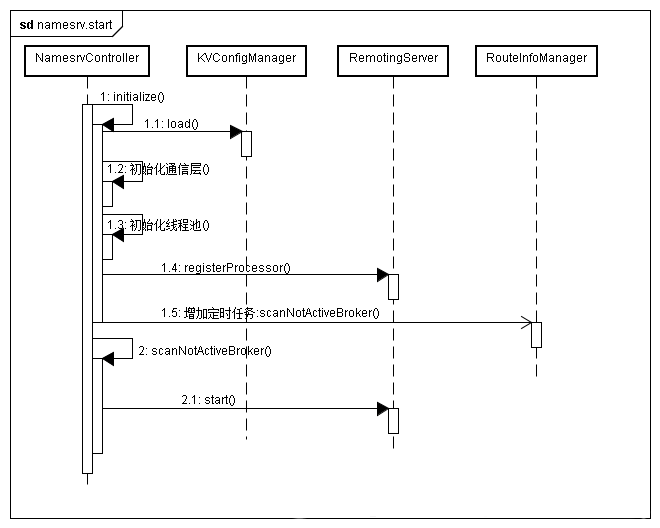 sd namesrv.start
NamesrvController
KVConfigManager
RemotingServer
RouteInfoManager
1: initialize()
1.1: load()
1.2: 初始化通信层()
1.3: 初始化线程池()
1.4: registerProcessor()
1.5: 增加定时任务:scanNotActiveBroker()
2: scanNotActiveBroker()
2.1: start()